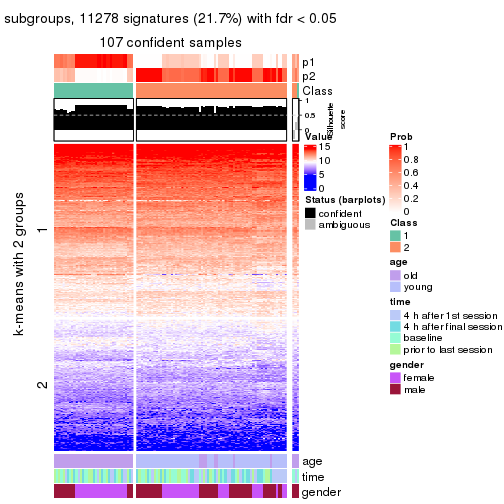 subgroups, 11278 signatures (21.7%) with fdr < 0.05
107 confident samples
p1
p2
Class
1
0.5
0
Silhouette
score
k-means with 2 groups
1
2
age
time
gender
Value
15
10
5
0
Status (barplots)
confident
ambiguous
Prob
1
0.8
0.6
0.4
0.2
0
Class
1
2
age
old
young
time
4 h after 1st session
4 h after final session
baseline
prior to last session
gender
female
male